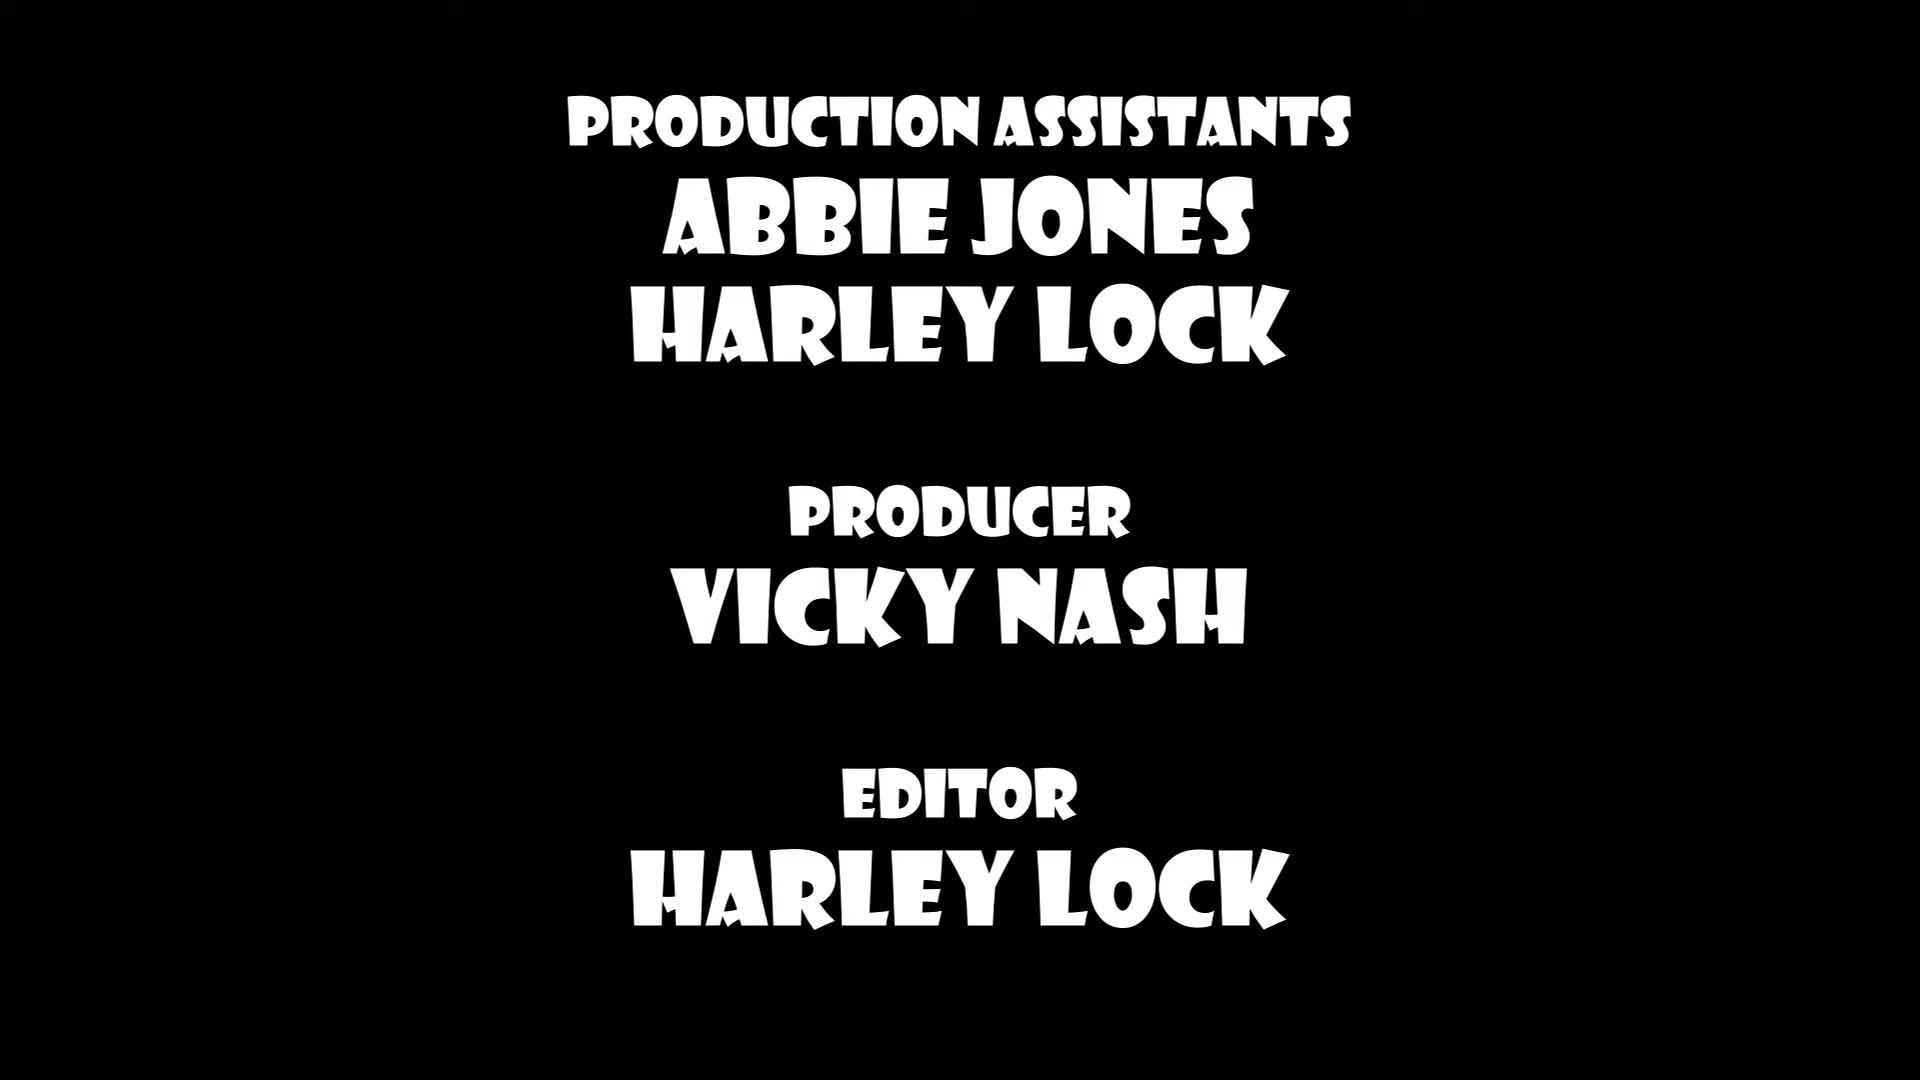 PRODUCTION ASSISTANTS
ABBIE JONES
HARLEY LOCK
PRODUCER
VICKY NASH
EDITOR
HARLEY LOCK